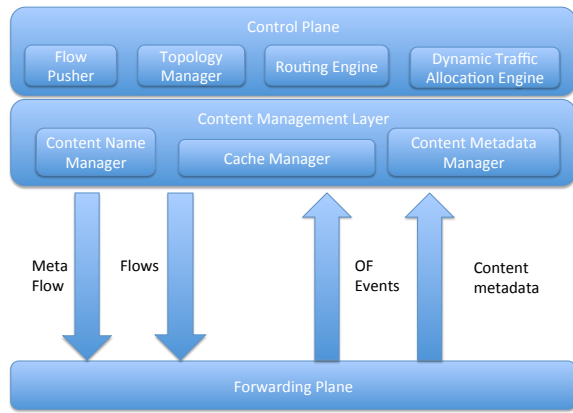 Control Plane
Flow
Pusher
Topology
Manager
Routing Engine
Dynamic Traffic
Allocation Engine
Content Management Layer
Content Name
Manager
Cache Manager
Content Metadata
Manager
Meta
Flow
Flows
OF
Events
Content
metadata
Forwarding Plane